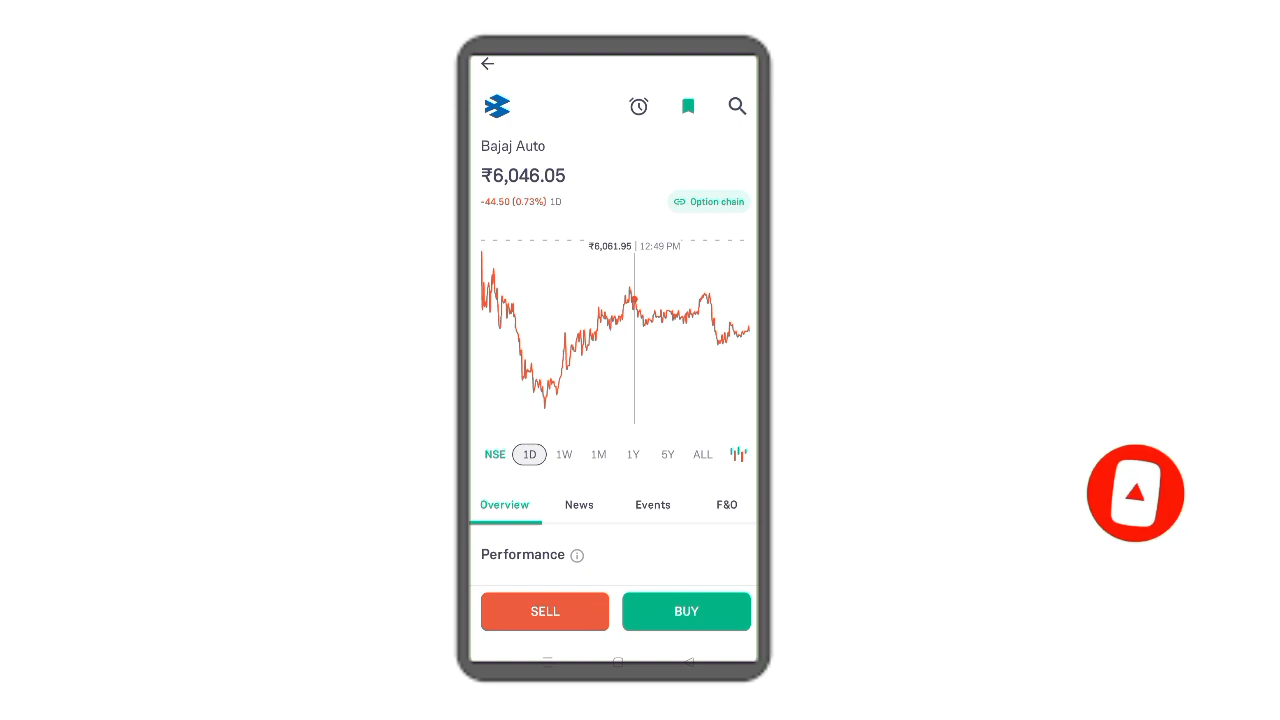 Bajaj Auto
₹6,046.05
-44.50 (0.73%) 1D
Option chain
₹6,061.95 | 12:49 PM
NSE 1D 1W 1M 1Y 5Y ALL
Overview News Events F&O
Performance
SELL BUY